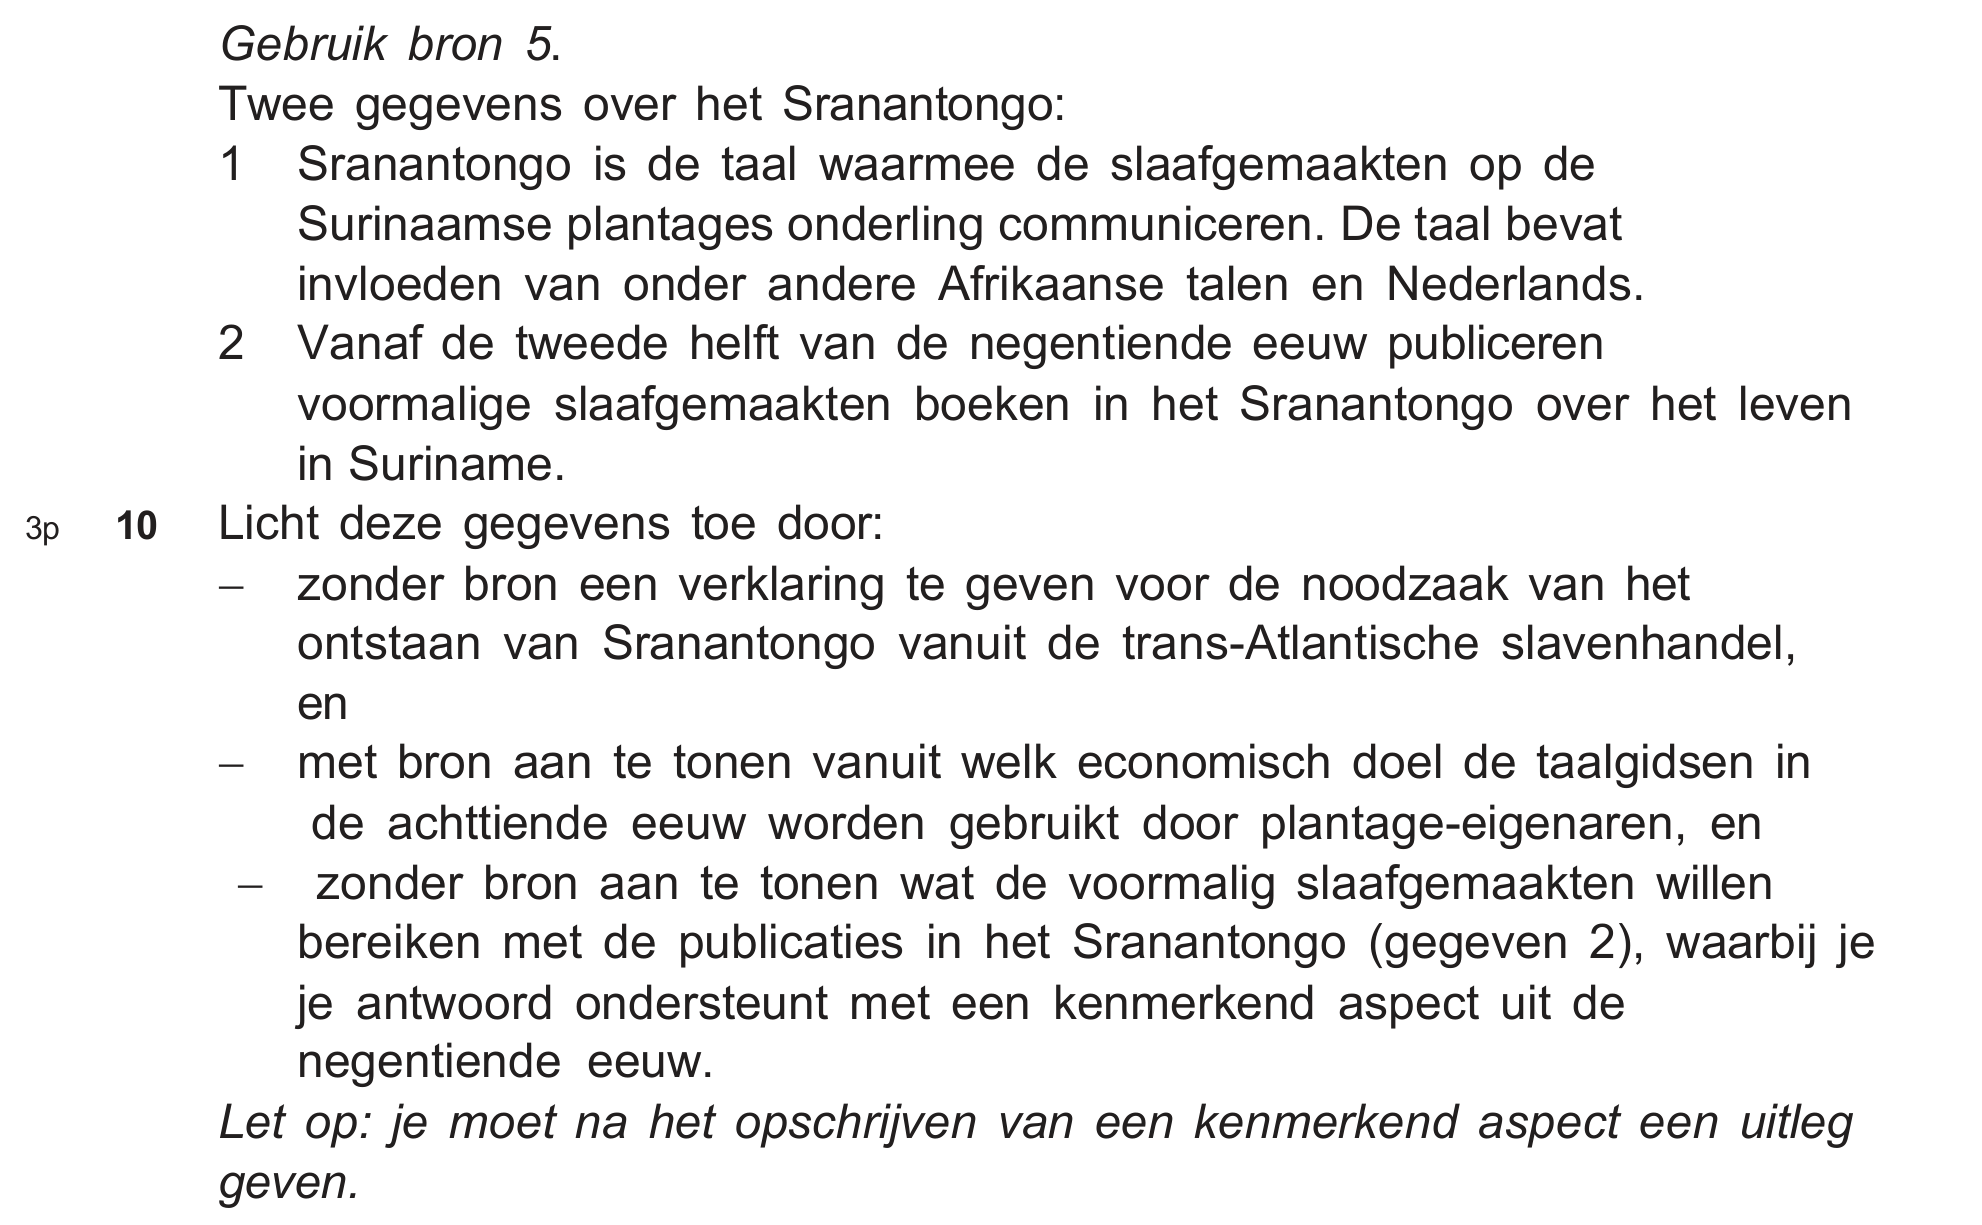 Gebruik bron 5.
Twee gegevens over het Sranantongo:
1 Sranantongo is de taal waarmee de slaafgemaakten op de
Surinaamse plantages onderling communiceren. De taal bevat
invloeden van onder andere Afrikaanse talen en Nederlands.
2 Vanaf de tweede helft van de negentiende eeuw publiceren
voormalige slaafgemaakten boeken in het Sranantongo over het leven
in Suriname.
3p 10 Licht deze gegevens toe door:
– zonder bron een verklaring te geven voor de noodzaak van het
ontstaan van Sranantongo vanuit de trans-Atlantische slavenhandel,
en
– met bron aan te tonen vanuit welk economisch doel de taalgidsen in
de achttiende eeuw worden gebruikt door plantage-eigenaren, en
– zonder bron aan te tonen wat de voormalig slaafgemaakten willen
bereiken met de publicaties in het Sranantongo (gegeven 2), waarbij je
je antwoord ondersteunt met een kenmerkend aspect uit de
negentiende eeuw.
Let op: je moet na het opschrijven van een kenmerkend aspect een uitleg
geven.